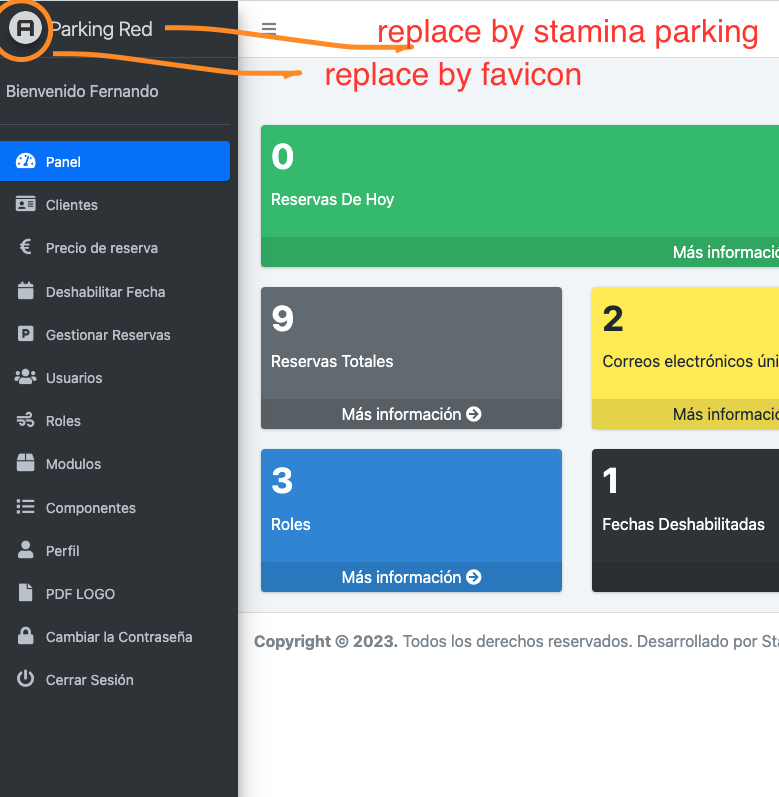 A Parking Red
replace by stamina parking
replace by favicon
Bienvenido Fernando
Panel
Clientes
€ Precio de reserva
Deshabilitar Fecha
P Gestionar Reservas
Usuarios
Roles
Modulos
Componentes
Perfil
PDF LOGO
Cambiar la Contraseña
Cerrar Sesión
0
Reservas De Hoy
Más informació
9
Reservas Totales
Más información
2
Correos electrónicos úni
Más informació
3
Roles
Más información
1
Fechas Deshabilitadas
Copyright © 2023. Todos los derechos reservados. Desarrollado por Sta